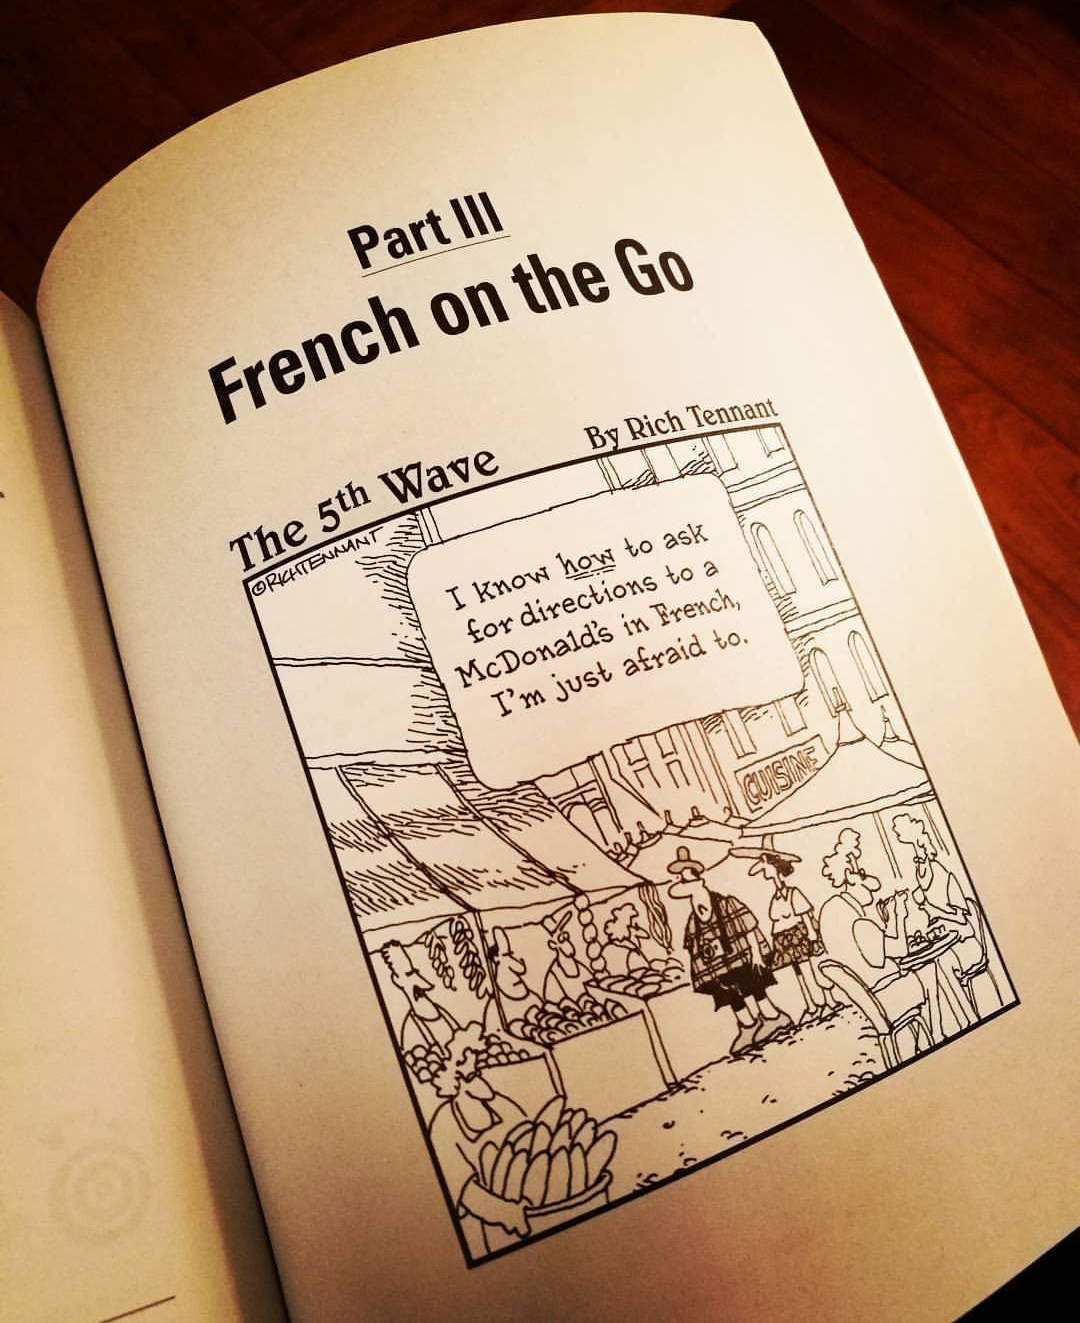 Part III
French on the Go
The 5th Wave
By Rich Tennant
©RICHTENNANT
I know how to ask
for directions to a
McDonald's in French,
I'm just afraid to.
CUISINE